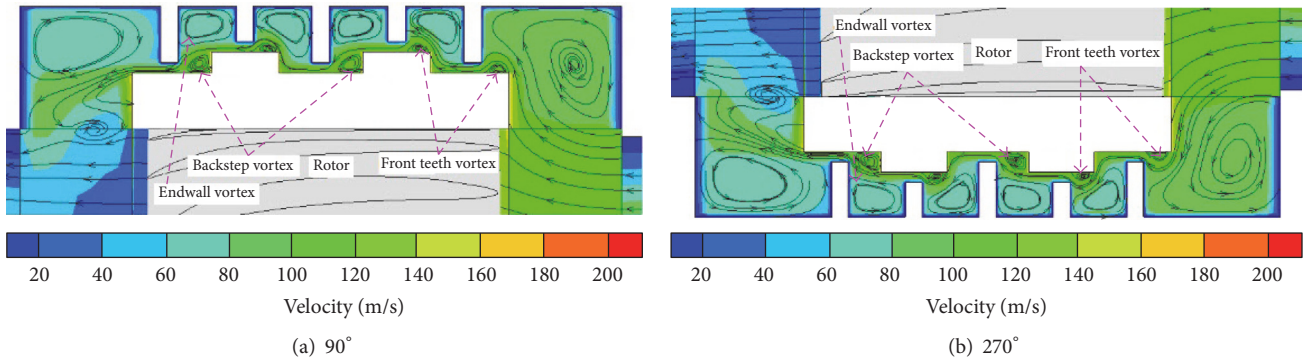 Backstep vortex
Rotor
Front teeth vortex
Endwall vortex
20 40 60 80 100 120 140 160 180 200
Velocity (m/s)
(a) 90°
Endwall vortex
Backstep vortex
Rotor
Front teeth vortex
20 40 60 80 100 120 140 160 180 200
Velocity (m/s)
(b) 270°